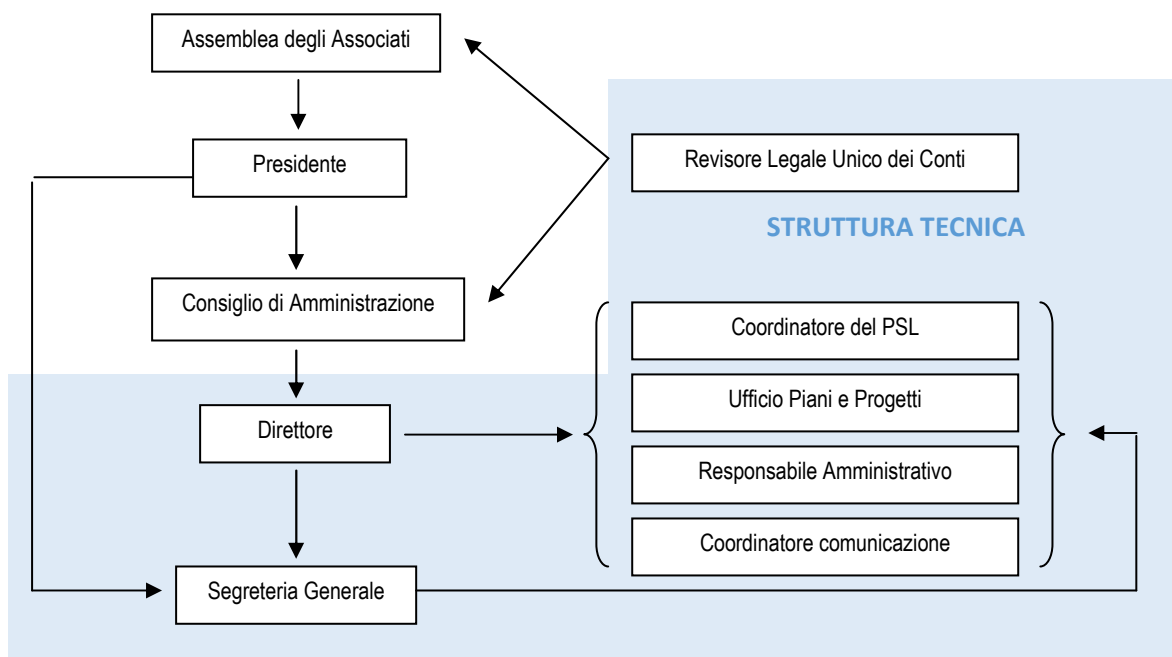 Assemblea degli Associati
Presidente
Revisore Legale Unico dei Conti
STRUTTURA TECNICA
Consiglio di Amministrazione
Coordinatore del PSL
Ufficio Piani e Progetti
Direttore
Responsabile Amministrativo
Coordinatore comunicazione
Segreteria Generale